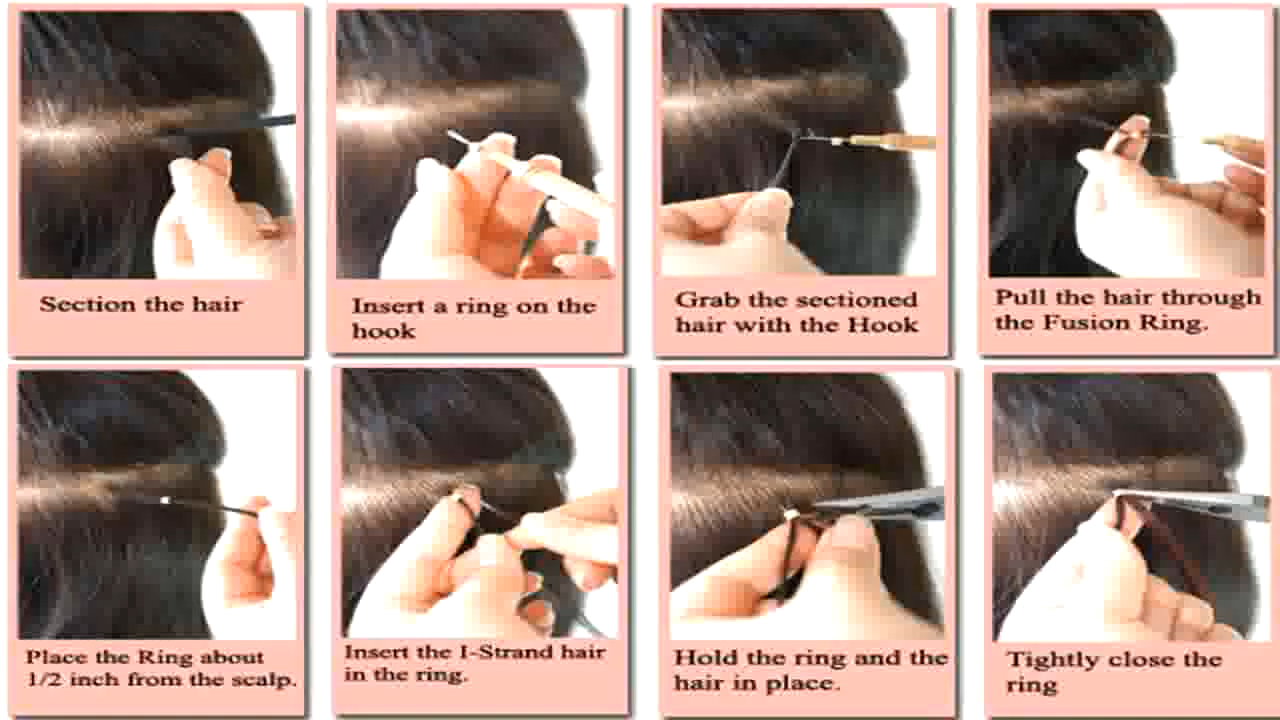 Section the hair
Insert a ring on the
hook
Grab the sectioned
hair with the Hook
Pull the hair through
the Fusion Ring.
Place the Ring about
1/2 inch from the scalp.
Insert the I-Strand hair
in the ring.
Hold the ring and the
hair in place.
Tightly close the
ring